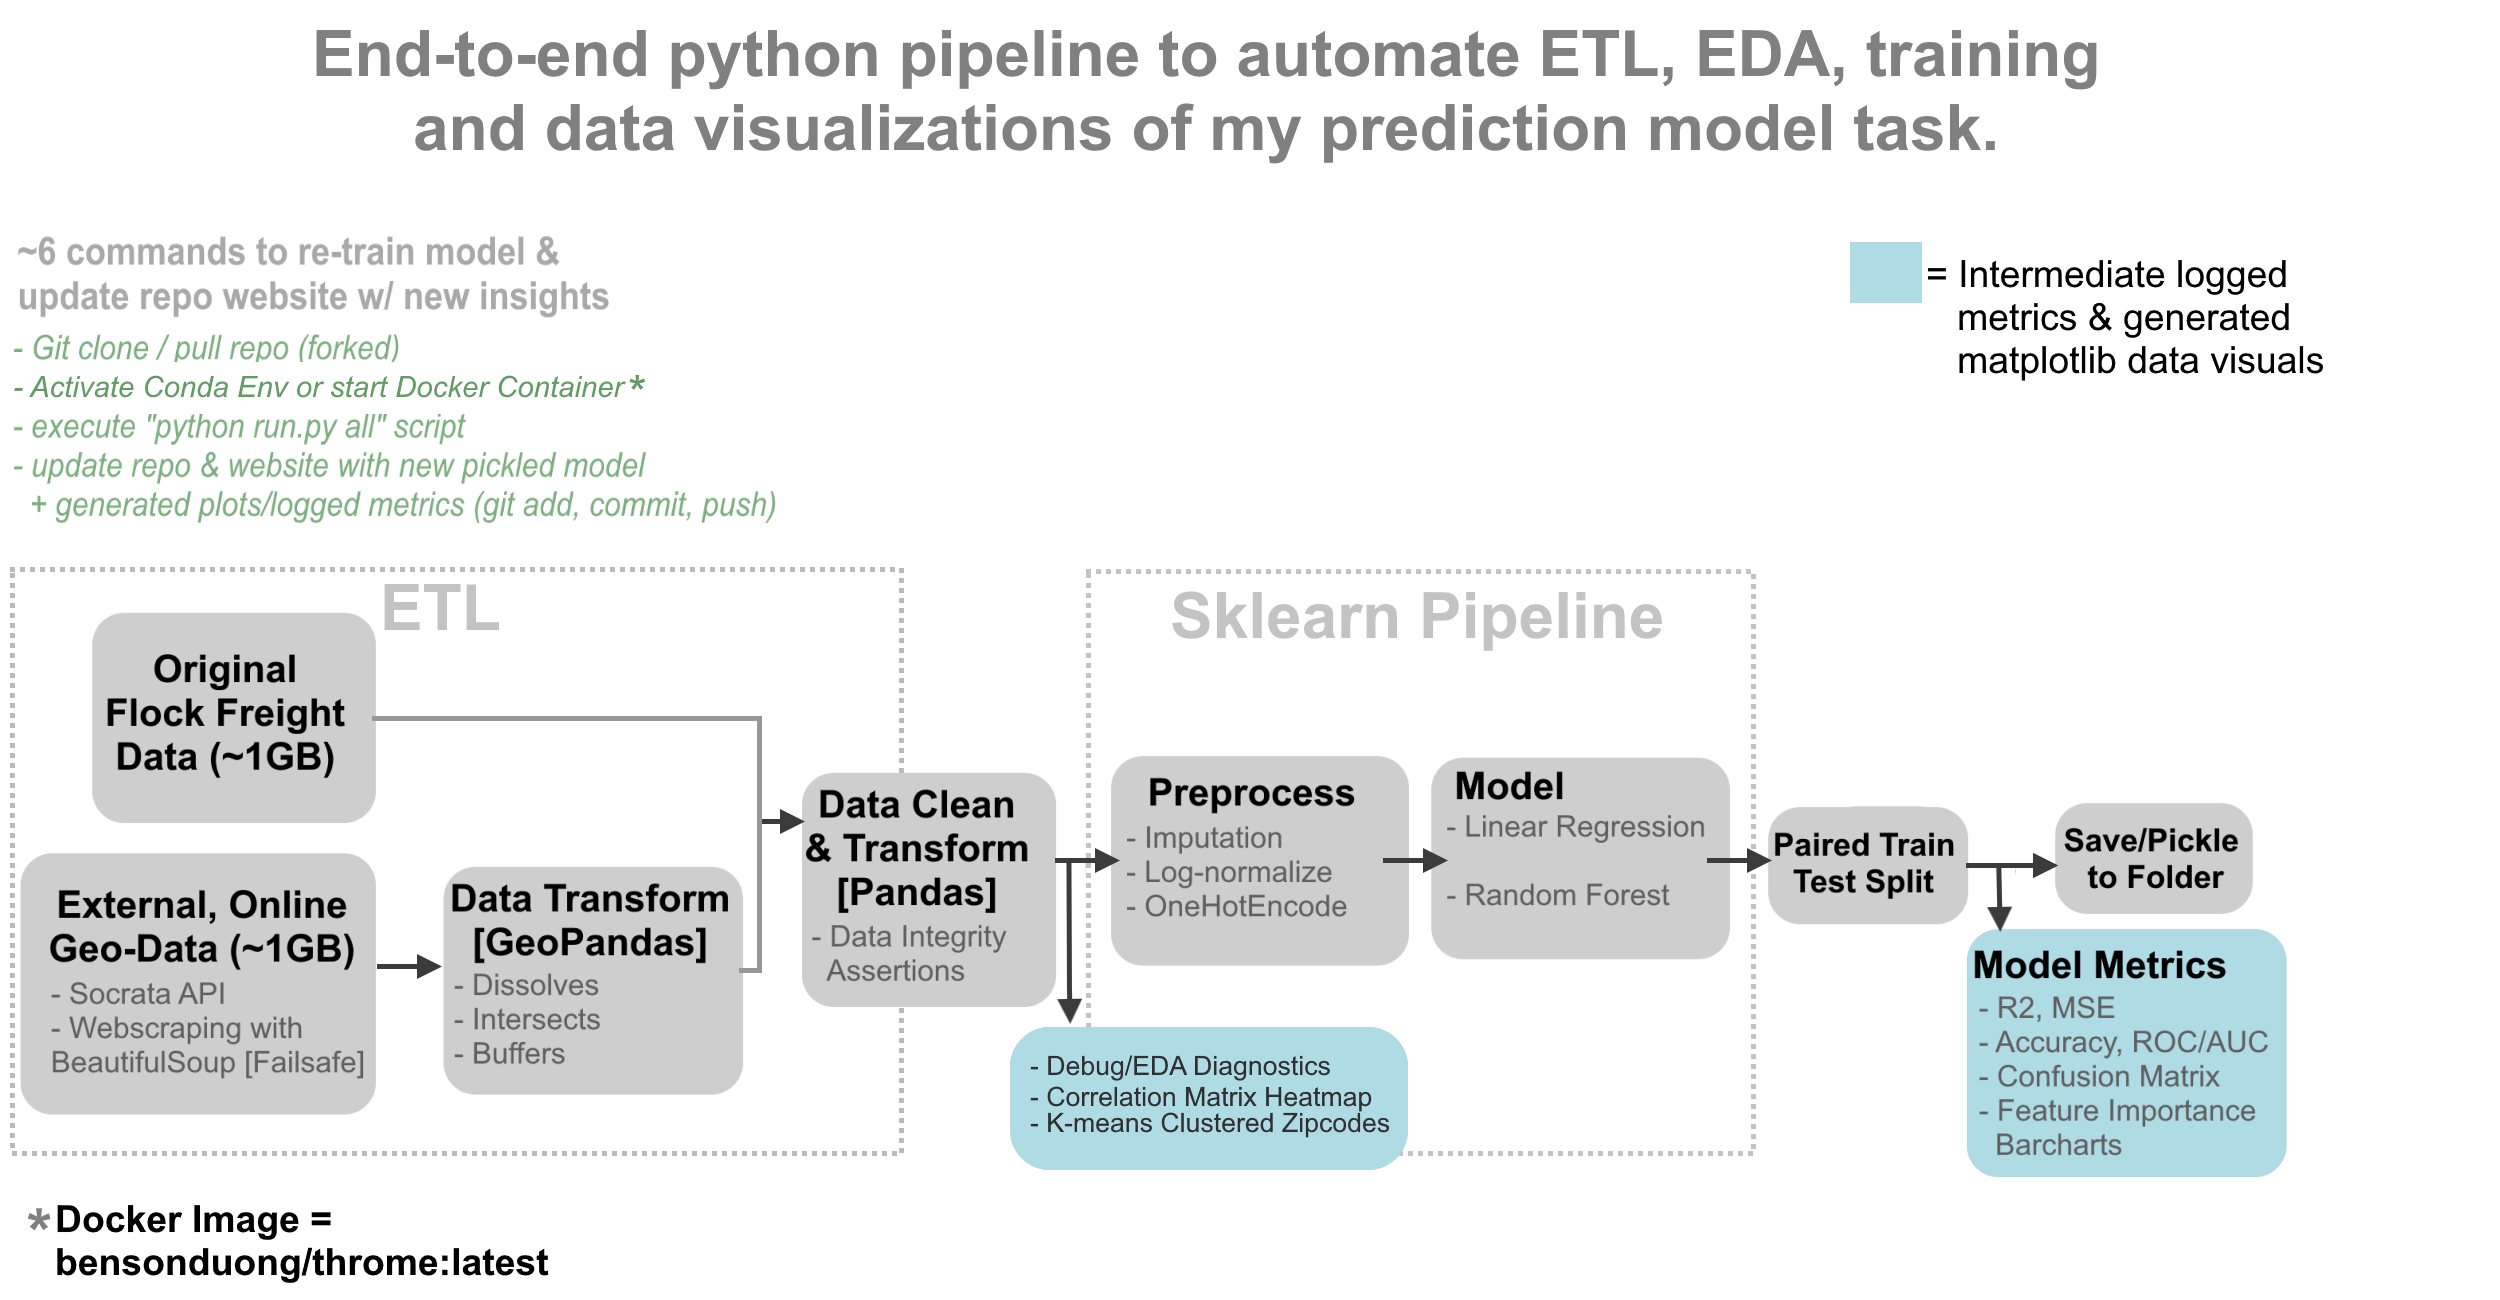 End-to-end python pipeline to automate ETL, EDA, training
and data visualizations of my prediction model task.
~6 commands to re-train model &
update repo website w/ new insights
- Git clone / pull repo (forked)
- Activate Conda Env or start Docker Container*
- execute "python run.py all" script
- update repo & website with new pickled model
+ generated plots/logged metrics (git add, commit, push)
= Intermediate logged
metrics & generated
matplotlib data visuals
ETL
Original
Flock Freight
Data (~1GB)
External, Online
Geo-Data (~1GB)
- Socrata API
- Webscraping with
BeautifulSoup [Failsafe]
Data Transform
[GeoPandas]
- Dissolves
- Intersects
- Buffers
Data Clean
& Transform
[Pandas]
- Data Integrity
Assertions
- Debug/EDA Diagnostics
- Correlation Matrix Heatmap
- K-means Clustered Zipcodes
Sklearn Pipeline
Preprocess
- Imputation
- Log-normalize
- OneHotEncode
Model
- Linear Regression
- Random Forest
Paired Train
Test Split
Save/Pickle
to Folder
Model Metrics
- R2, MSE
- Accuracy, ROC/AUC
- Confusion Matrix
- Feature Importance
Barcharts
* Docker Image =
bensonduong/throme:latest